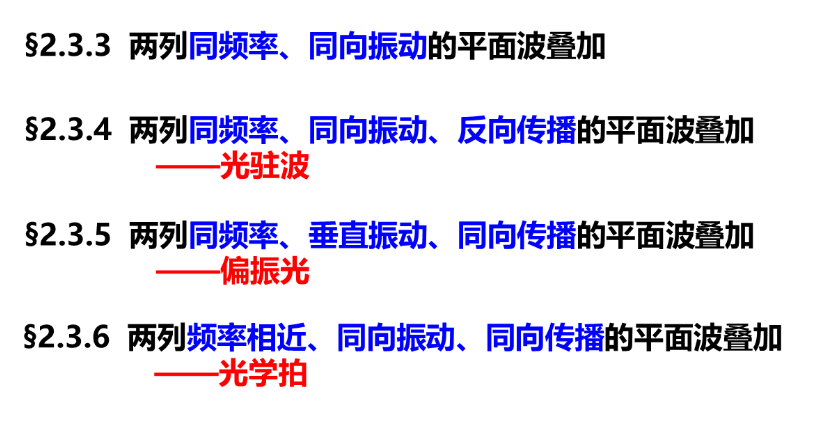 §2.3.3 两列同频率、同向振动的平面波叠加
§2.3.4 两列同频率、同向振动、反向传播的平面波叠加
——光驻波
§2.3.5 两列同频率、垂直振动、同向传播的平面波叠加
——偏振光
§2.3.6 两列频率相近、同向振动、同向传播的平面波叠加
——光学拍